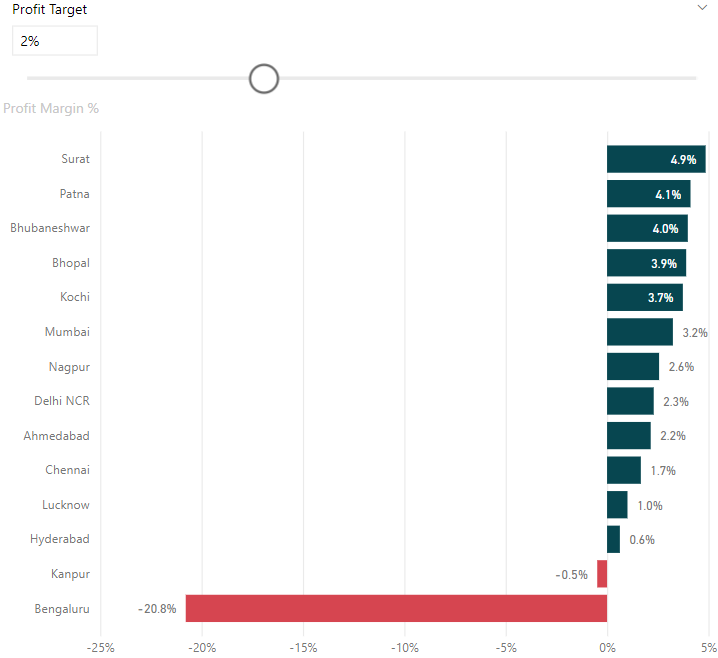 Profit Target
2%
Profit Margin %
Surat 4.9%
Patna 4.1%
Bhubaneshwar 4.0%
Bhopal 3.9%
Kochi 3.7%
Mumbai 3.2%
Nagpur 2.6%
Delhi NCR 2.3%
Ahmedabad 2.2%
Chennai 1.7%
Lucknow 1.0%
Hyderabad 0.6%
Kanpur -0.5%
Bengaluru -20.8%
-25% -20% -15% -10% -5% 0% 5%